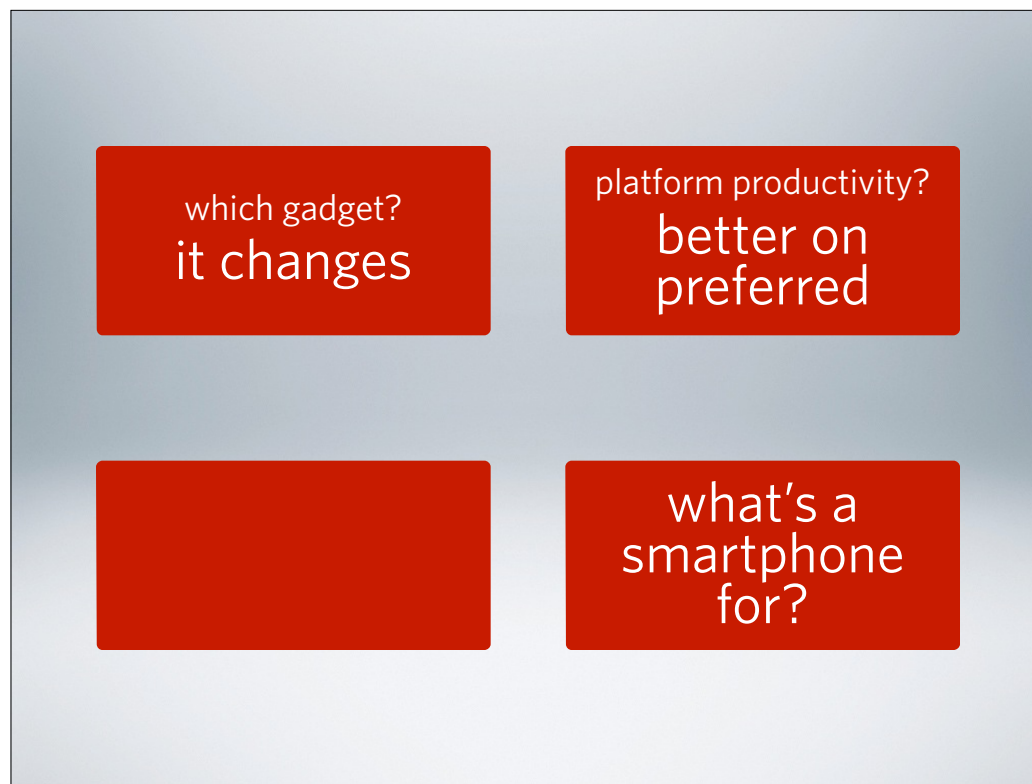 which gadget?
it changes
platform productivity?
better on
preferred
what’s a
smartphone
for?